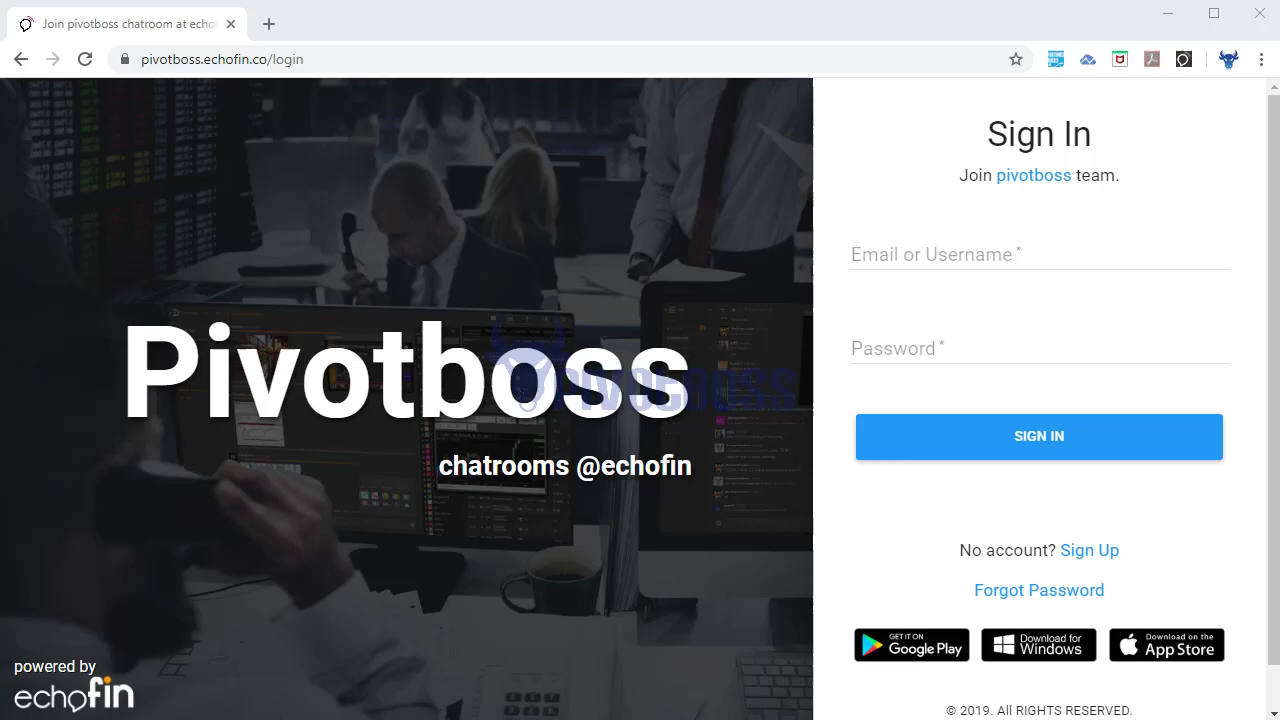 Join pivotboss chatroom at echo
pivotboss.echofin.co/login
Pivotboss
PIVOTBOSS
chatrooms @echofin
powered by
echofin
Sign In
Join pivotboss team.
Email or Username *
Password *
SIGN IN
No account? Sign Up
Forgot Password
GET IT ON
Google Play
Download for
Windows
Download on the
App Store
© 2019. All RIGHTS RESERVED.